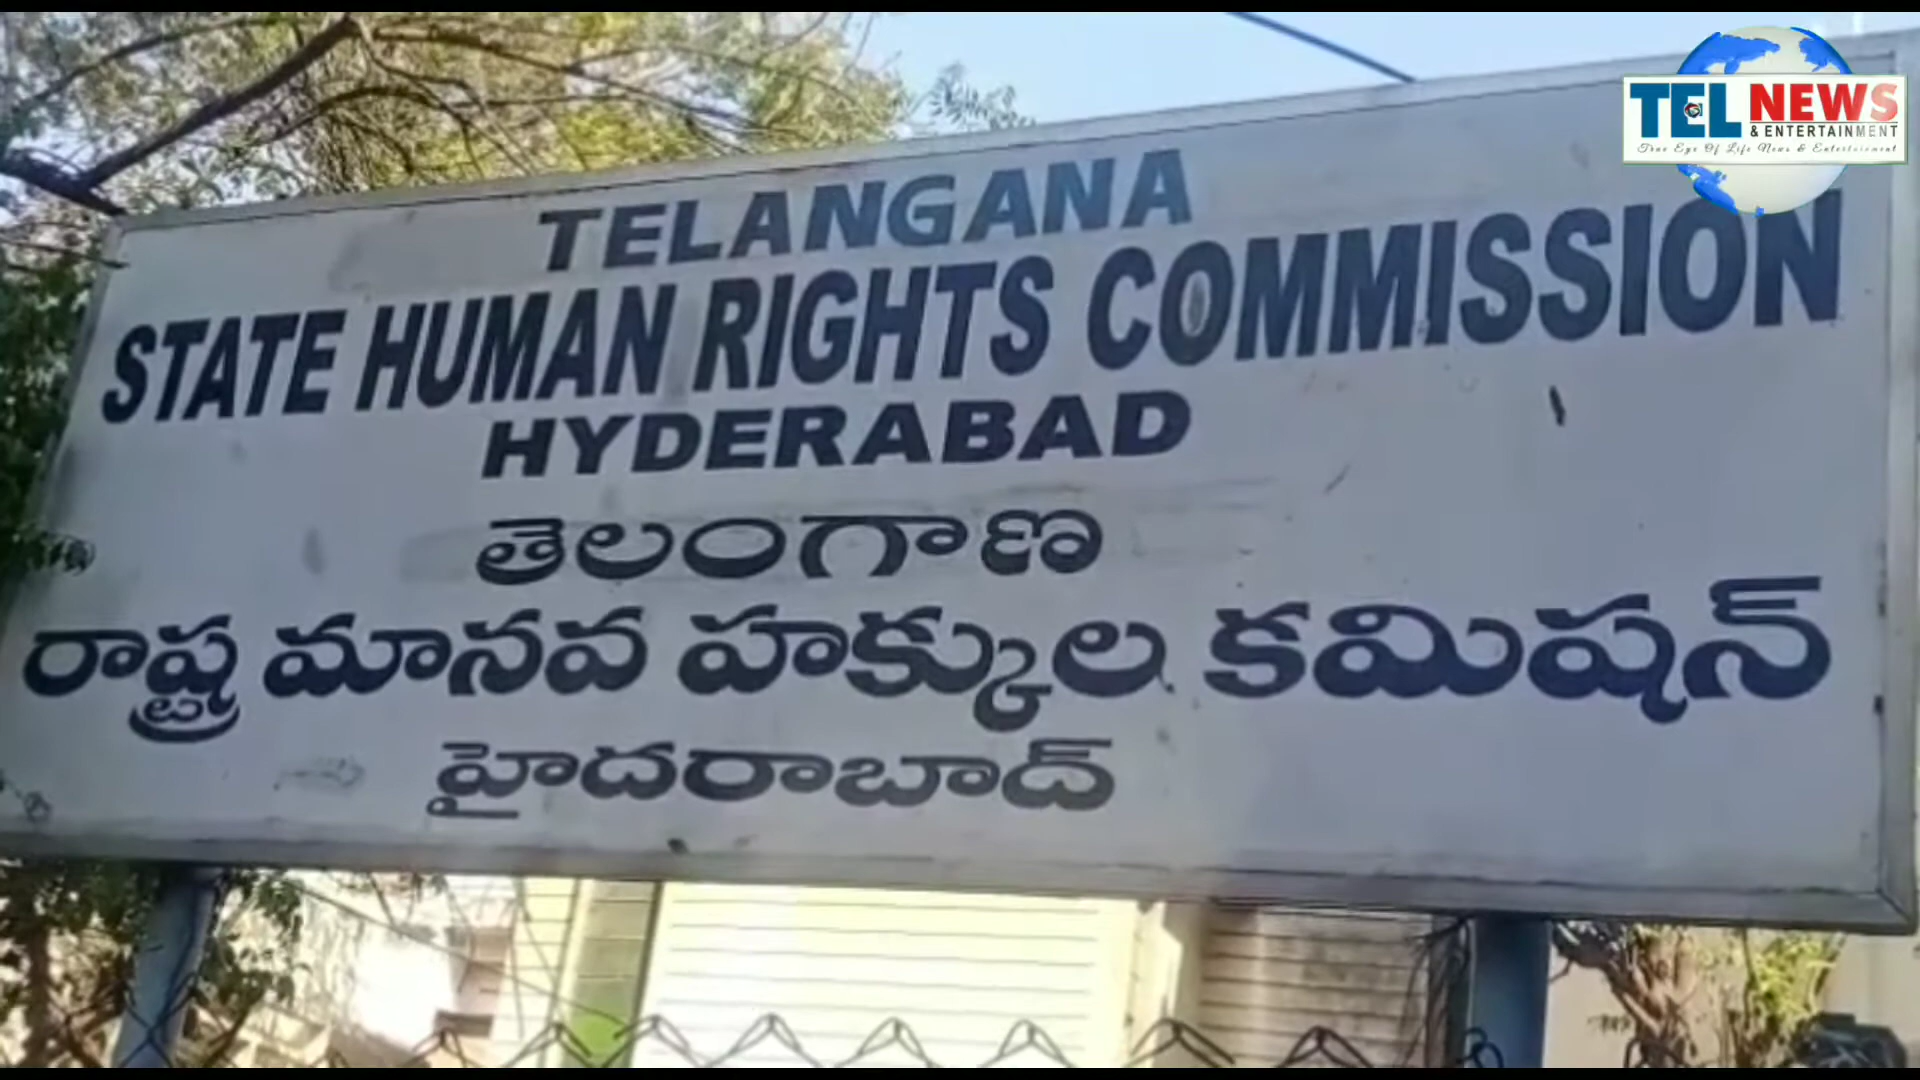 TEL NEWS
& ENTERTAINMENT
True Eye Of Life News & Entertainment
TELANGANA
STATE HUMAN RIGHTS COMMISSION
HYDERABAD
తెలంగాణ
రాష్ట్ర మానవ హక్కుల కమిషన్
హైదరాబాద్